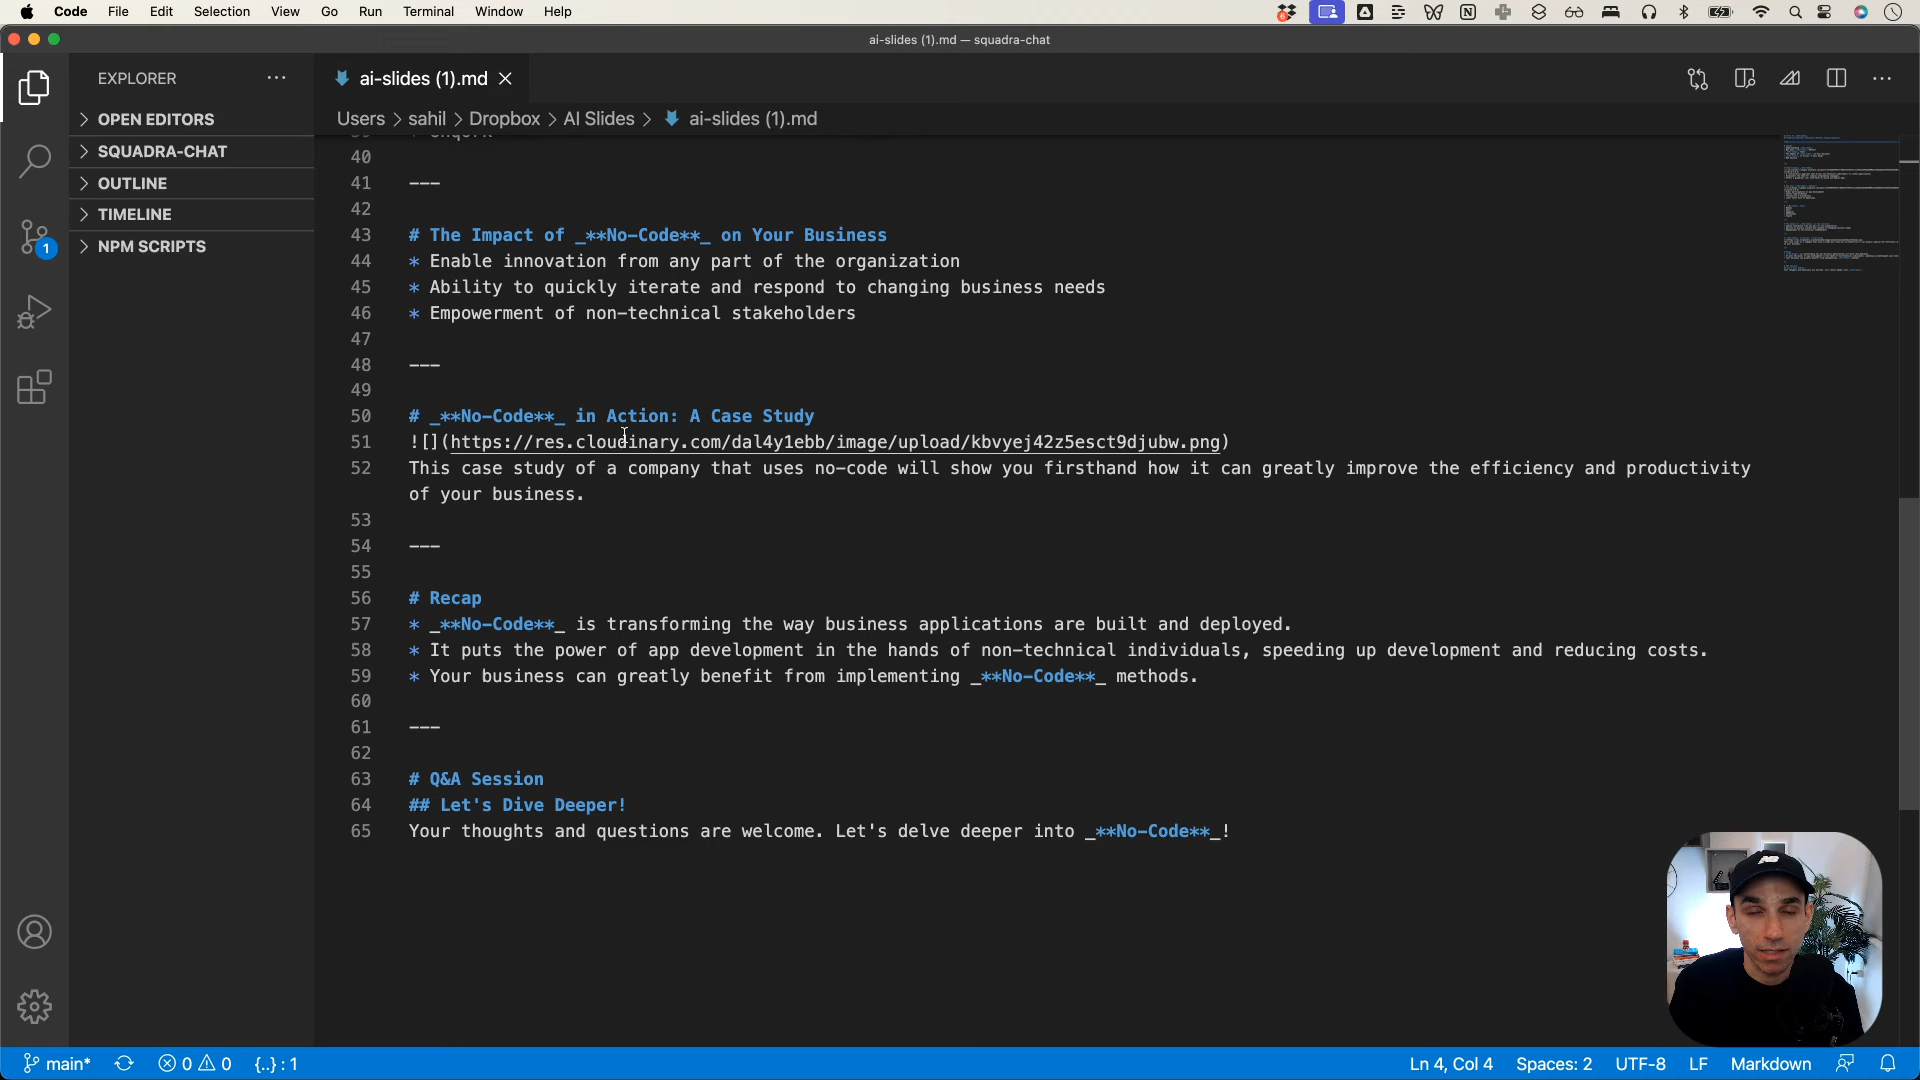 Code File Edit Selection View Go Run Terminal Window Help
6
ai-slides (1).md — squadra-chat
EXPLORER
ai-slides (1).md
OPEN EDITORS
Users > sahil > Dropbox > AI Slides > ai-slides (1).md
SQUADRA-CHAT
OUTLINE
TIMELINE
NPM SCRIPTS
1
40
41 ---
42
43 # The Impact of _**No-Code**_ on Your Business
44 * Enable innovation from any part of the organization
45 * Ability to quickly iterate and respond to changing business needs
46 * Empowerment of non-technical stakeholders
47
48 ---
49
50 # _**No-Code**_ in Action: A Case Study
51 ![](https://res.cloudinary.com/dal4y1ebb/image/upload/kbvyej42z5esct9djubw.png)
52 This case study of a company that uses no-code will show you firsthand how it can greatly improve the efficiency and productivity
of your business.
53
54 ---
55
56 # Recap
57 * _**No-Code**_ is transforming the way business applications are built and deployed.
58 * It puts the power of app development in the hands of non-technical individuals, speeding up development and reducing costs.
59 * Your business can greatly benefit from implementing _**No-Code**_ methods.
60
61 ---
62
63 # Q&A Session
64 ## Let's Dive Deeper!
65 Your thoughts and questions are welcome. Let's delve deeper into _**No-Code**_!
main* 0 0 {..} : 1 Ln 4, Col 4 Spaces: 2 UTF-8 LF Markdown